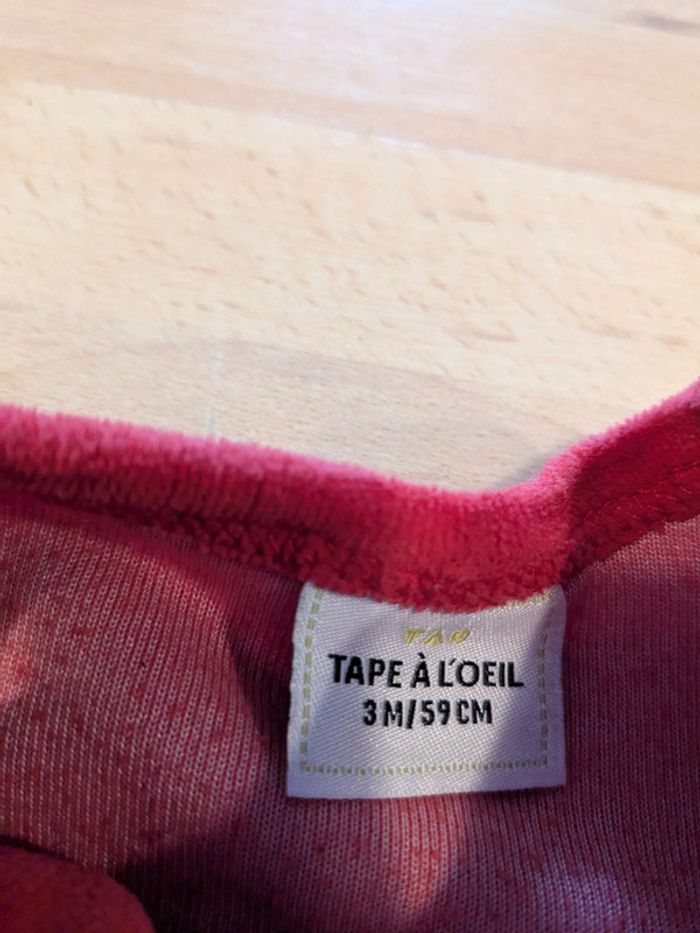 TAO
TAPE À L'OEIL
3M/59CM